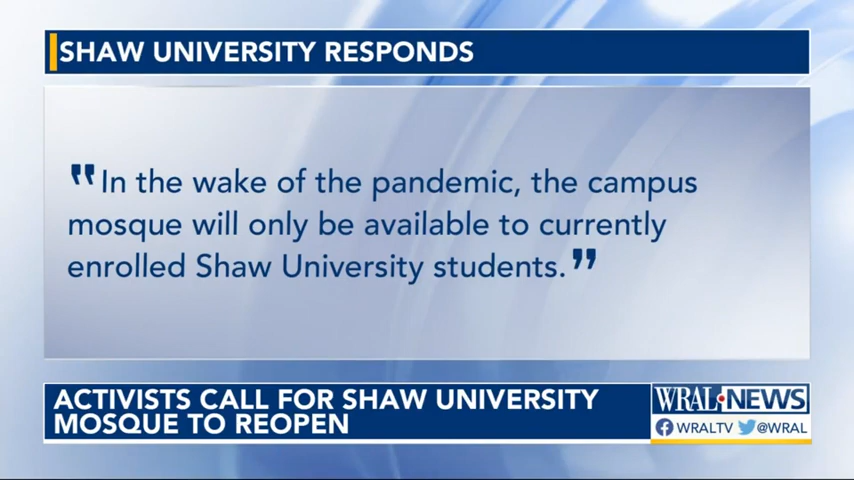 SHAW UNIVERSITY RESPONDS
"In the wake of the pandemic, the campus
mosque will only be available to currently
enrolled Shaw University students."
ACTIVISTS CALL FOR SHAW UNIVERSITY
MOSQUE TO REOPEN
WRAL NEWS
WRALTV @WRAL